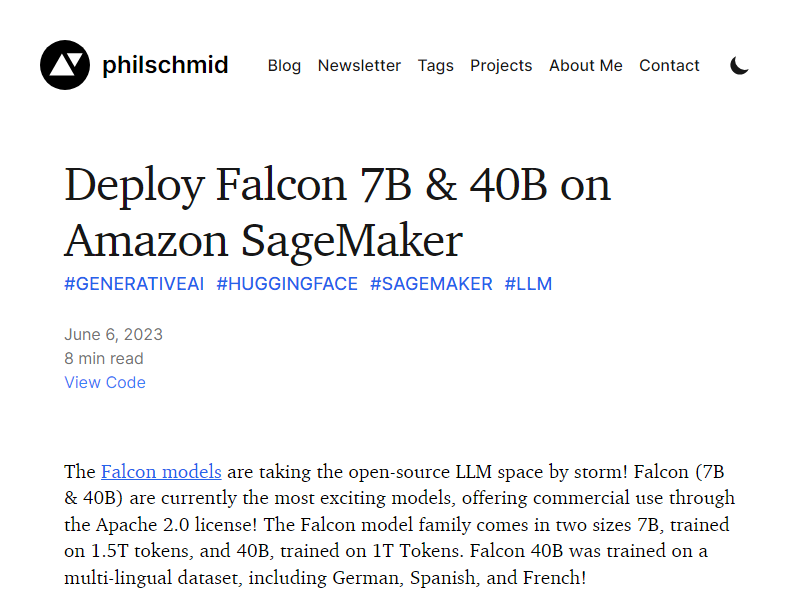 philschmid Blog Newsletter Tags Projects About Me Contact
Deploy Falcon 7B & 40B on
Amazon SageMaker
#GENERATIVEAI #HUGGINGFACE #SAGEMAKER #LLM
June 6, 2023
8 min read
View Code
The Falcon models are taking the open-source LLM space by storm! Falcon (7B
& 40B) are currently the most exciting models, offering commercial use through
the Apache 2.0 license! The Falcon model family comes in two sizes 7B, trained
on 1.5T tokens, and 40B, trained on 1T Tokens. Falcon 40B was trained on a
multi-lingual dataset, including German, Spanish, and French!